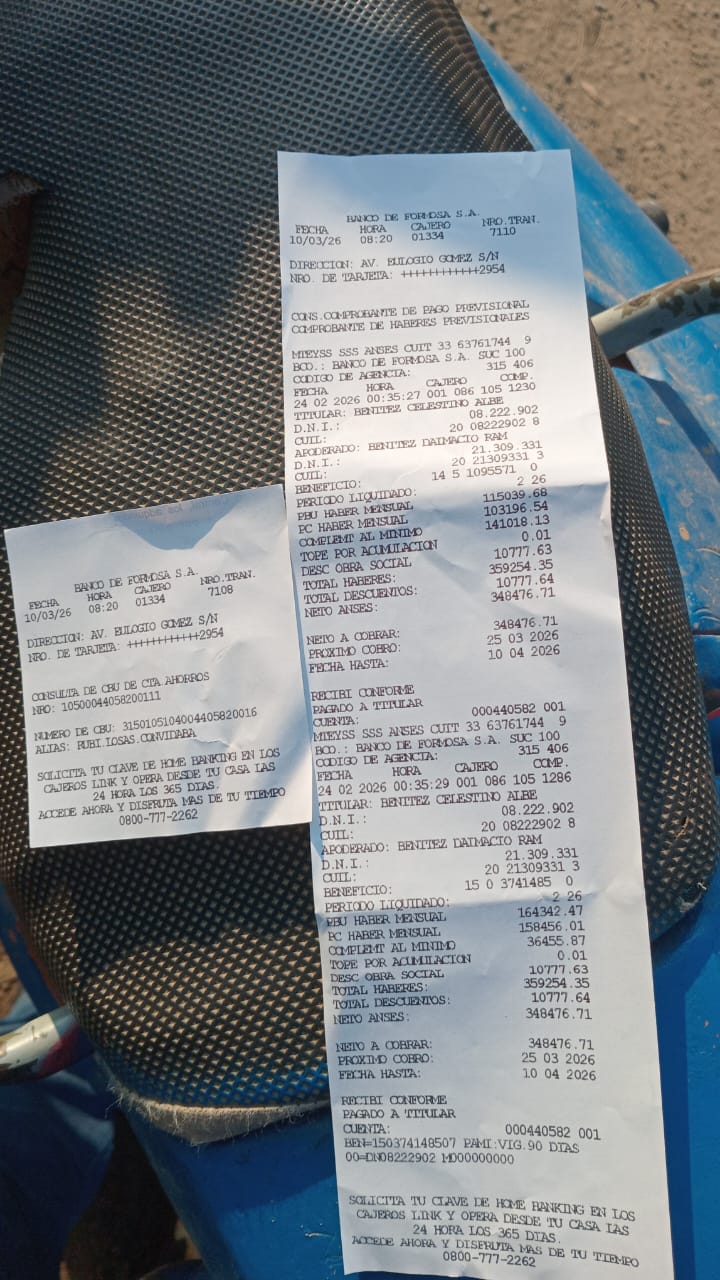 BANCO DE FORMOSA S.A.
FECHA HORA CAJERO NRO.TRAN.
10/03/26 08:20 01334 7108
DIRECCION: AV. EULOGIO GOMEZ S/N
NRO. DE TARJETA: ++++++++++++2954
CONSULTA DE CBU DE CTA.AHORROS
NRO: 10500044058200111
NUMERO DE CBU: 3150105104004405820016
ALIAS: RUBI.LOSAS.CONVIDABA
SOLICITA TU CLAVE DE HOME BANKING EN LOS
CAJEROS LINK Y OPERA DESDE TU CASA LAS
24 HORA LOS 365 DIAS.
ACCEDE AHORA Y DISFRUTA MAS DE TU TIEMPO
0800-777-2262
BANCO DE FORMOSA S.A.
FECHA HORA CAJERO NRO.TRAN.
10/03/26 08:20 01334 7110
DIRECCION: AV. EULOGIO GOMEZ S/N
NRO. DE TARJETA: ++++++++++++2954
CONS.COMPROBANTE DE PAGO PREVISIONAL
COMPROBANTE DE HABERES PREVISIONALES
MTEYSS SSS ANSES CUIT 33 63761744 9
BCO.: BANCO DE FORMOSA S.A. SUC 100
CODIGO DE AGENCIA: 315 406
FECHA HORA CAJERO COMP.
24 02 2026 00:35:27 001 086 105 1230
TITULAR: BENITEZ CELESTINO ALBE
D.N.I.: 08.222.902
CUIL: 20 08222902 8
APODERADO: BENITEZ DALMACIO RAM
D.N.I.: 21.309.331
CUIL: 20 21309331 3
BENEFICIO: 14 5 1095571 0
PERIODO LIQUIDADO: 2 26
PBU HABER MENSUAL 115039.68
PC HABER MENSUAL 103196.54
COMPLEMT AL MINIMO 141018.13
TOPE POR ACUMULACION 0.01
DESC OBRA SOCIAL 10777.63
TOTAL HABERES: 359254.35
TOTAL DESCUENTOS: 10777.64
NETO ANSES: 348476.71
NETO A COBRAR: 348476.71
PROXIMO COBRO: 25 03 2026
FECHA HASTA: 10 04 2026
RECIBI CONFORME
PAGADO A TITULAR
CUENTA: 000440582 001
MTEYSS SSS ANSES CUIT 33 63761744 9
BCO.: BANCO DE FORMOSA S.A. SUC 100
CODIGO DE AGENCIA: 315 406
FECHA HORA CAJERO COMP.
24 02 2026 00:35:29 001 086 105 1286
TITULAR: BENITEZ CELESTINO ALBE
D.N.I.: 08.222.902
CUIL: 20 08222902 8
APODERADO: BENITEZ DALMACIO RAM
D.N.I.: 21.309.331
CUIL: 20 21309331 3
BENEFICIO: 15 0 3741485 0
PERIODO LIQUIDADO: 2 26
PBU HABER MENSUAL 164342.47
PC HABER MENSUAL 158456.01
COMPLEMT AL MINIMO 36455.87
TOPE POR ACUMULACION 0.01
DESC OBRA SOCIAL 10777.63
TOTAL HABERES: 359254.35
TOTAL DESCUENTOS: 10777.64
NETO ANSES: 348476.71
NETO A COBRAR: 348476.71
PROXIMO COBRO: 25 03 2026
FECHA HASTA: 10 04 2026
RECIBI CONFORME
PAGADO A TITULAR
CUENTA: 000440582 001
BEN=150374148507 PAMI:VIG.90 DIAS
00=DN08222902 M000000000
SOLICITA TU CLAVE DE HOME BANKING EN LOS
CAJEROS LINK Y OPERA DESDE TU CASA LAS
24 HORA LOS 365 DIAS.
ACCEDE AHORA Y DISFRUTA MAS DE TU TIEMPO
0800-777-2262